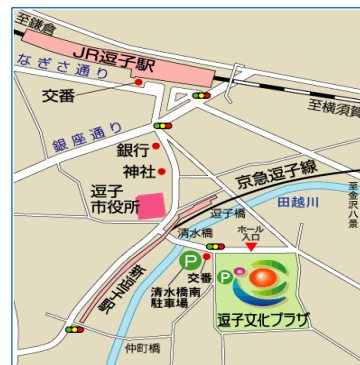 至鎌倉
JR逗子駅
なぎさ通り
交番
至横須賀
銀座通り
銀行
神社
逗子
市役所
京急逗子線
至金沢八景
田越川
逗子橋
清水橋
ホール
入口
P
交番
P
清水橋南
駐車場
新逗子駅
逗子文化プラザ
仲町橋